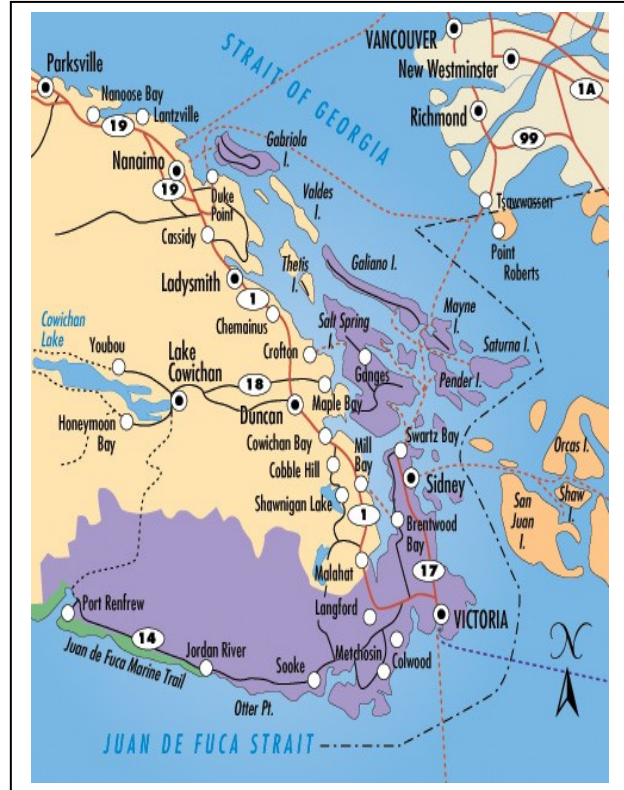 VANCOUVER
New Westminster
1A
Richmond
99
Tsawwassen
Point
Roberts
STRAIT OF GEORGIA
Parksville
Nanoose Bay
Lantzville
19
Nanaimo
19
Gabriola
I.
Duke
Point
Valdes
I.
Cassidy
Thetis
I.
Galiano I.
Ladysmith
1
Chemainus
Mayne
I.
Salt Spring
I.
Saturna I.
Cowichan
Lake
Youbou
Lake
Cowichan
18
Crofton
Ganges
Pender I.
Maple Bay
Duncan
Honeymoon
Bay
Cowichan Bay
Swartz Bay
Orcas I.
Cobble Hill
Mill
Bay
Sidney
Shaw
I.
San
Juan
I.
Shawnigan Lake
1
Brentwood
Bay
Malahat
17
Langford
VICTORIA
Port Renfrew
14
Juan de Fuca Marine Trail
Jordan River
Sooke
Metchosin
Colwood
Otter Pt.
N
JUAN DE FUCA STRAIT